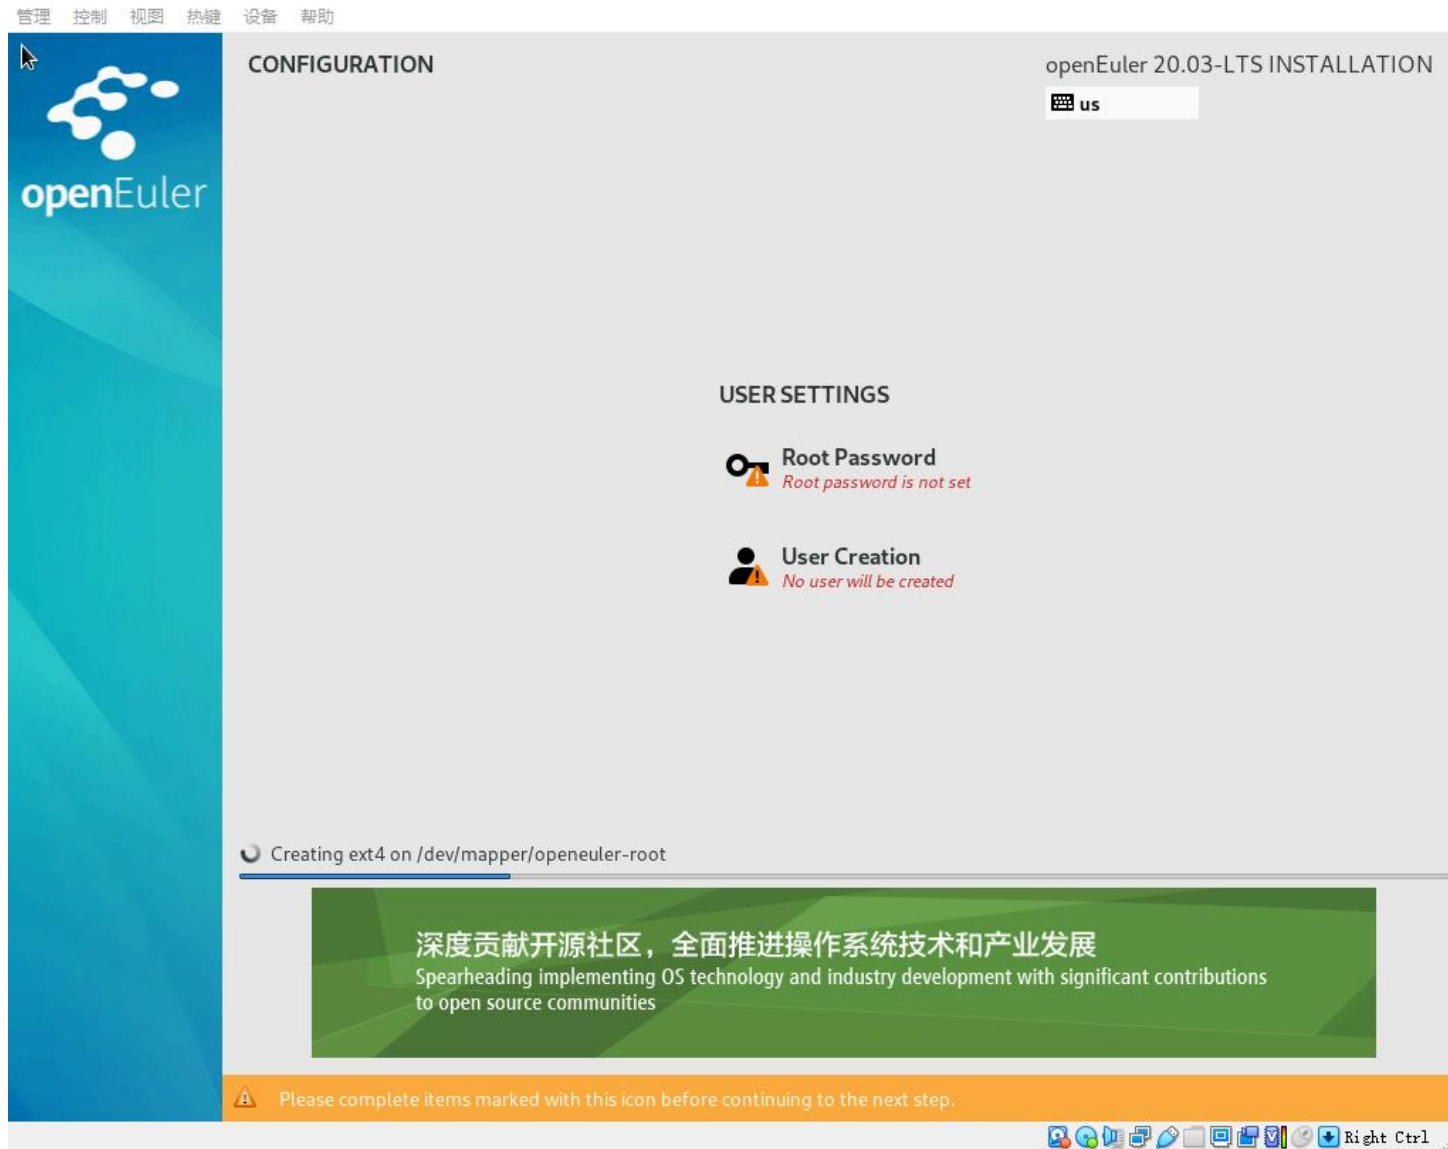 管理 控制 视图 热键 设备 帮助
openEuler
CONFIGURATION
openEuler 20.03-LTS INSTALLATION
us
USER SETTINGS
Root Password
Root password is not set
User Creation
No user will be created
Creating ext4 on /dev/mapper/openeuler-root
深度贡献开源社区，全面推进操作系统技术和产业发展
Spearheading implementing OS technology and industry development with significant contributions
to open source communities
Please complete items marked with this icon before continuing to the next step.
Right Ctrl